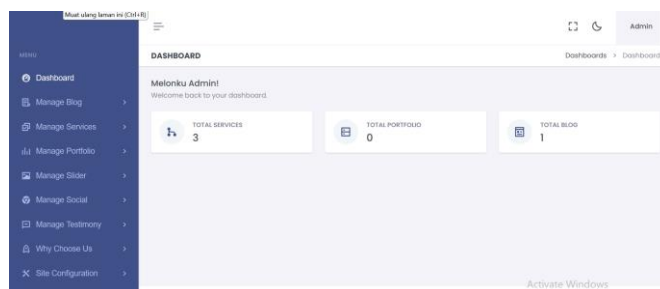 Muat ulang laman ini (Ctrl+R)
Admin
MENU
DASHBOARD
Dashboards > Dashboard
Dashboard
Melonku Admin!
Welcome back to your dashboard.
Manage Blog
Manage Services
TOTAL SERVICES
3
TOTAL PORTFOLIO
0
TOTAL BLOG
1
Manage Portfolio
Manage Slider
Manage Social
Manage Testimony
Why Choose Us
Site Configuration
Activate Windows